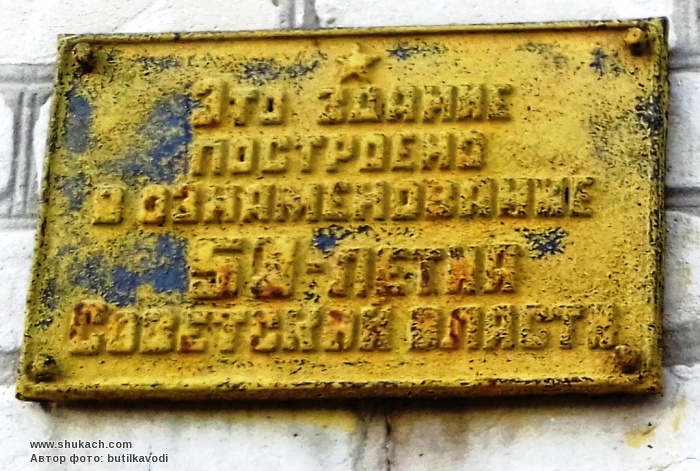 Это здание
построено
в ознаменование
50-летия
Советской власти
www.shukach.com
Автор фото: butilkavodi